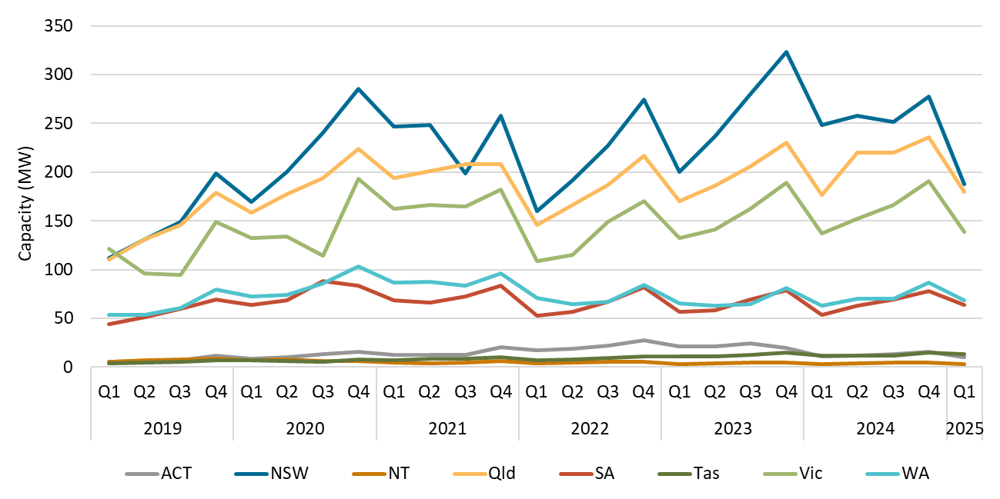 350
300
250
200
150
100
50
0
Capacity (MW)
Q1 Q2 Q3 Q4 Q1 Q2 Q3 Q4 Q1 Q2 Q3 Q4 Q1 Q2 Q3 Q4 Q1 Q2 Q3 Q4 Q1 Q2 Q3 Q4 Q1
2019 2020 2021 2022 2023 2024 2025
ACT NSW NT Qld SA Tas Vic WA